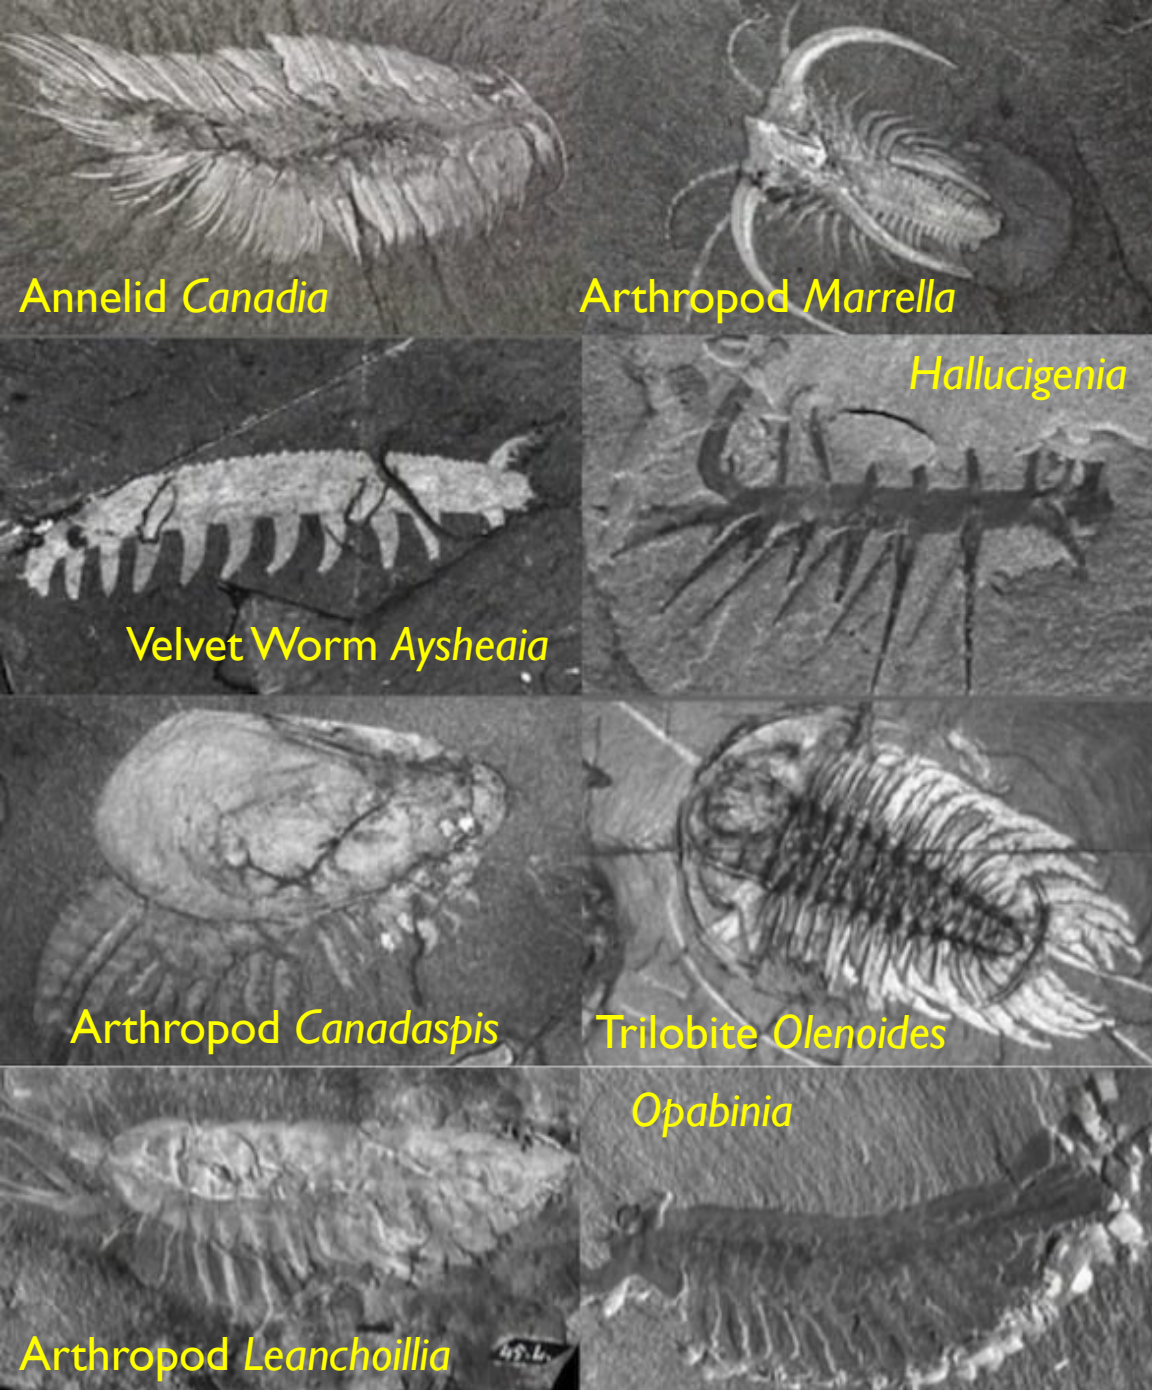 Annelid Canadia
Arthropod Marrella
Hallucigenia
Velvet Worm Aysheaia
Arthropod Canadaspis
Trilobite Olenoides
Opabinia
Arthropod Leanchoillia